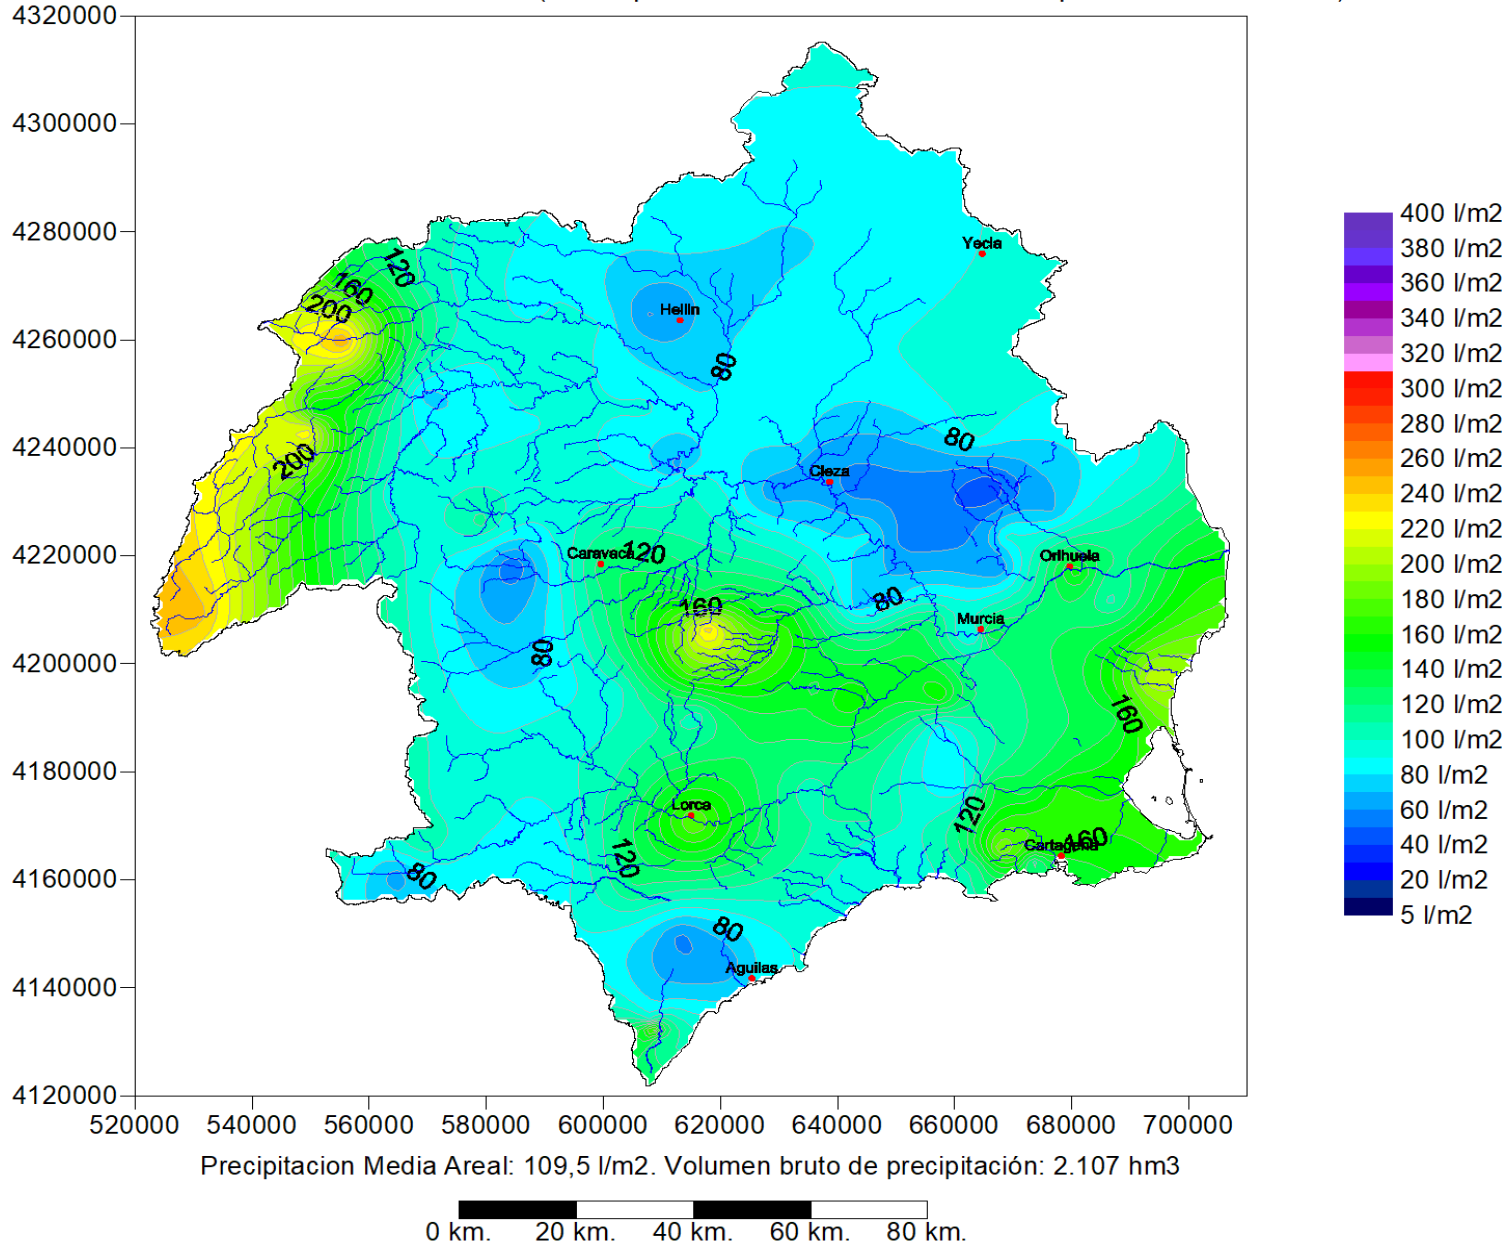 4320000
4300000
4280000
4260000
4240000
4220000
4200000
4180000
4160000
4140000
4120000
520000 540000 560000 580000 600000 620000 640000 660000 680000 700000
Yecla
120
160
200
Hellin
80
80
200
Cieza
Caravaca
120
Orihuela
160
80
Murcia
80
160
Lorca
120
120
Cartagena
160
80
80
Aguilas
400 l/m2
380 l/m2
360 l/m2
340 l/m2
320 l/m2
300 l/m2
280 l/m2
260 l/m2
240 l/m2
220 l/m2
200 l/m2
180 l/m2
160 l/m2
140 l/m2
120 l/m2
100 l/m2
80 l/m2
60 l/m2
40 l/m2
20 l/m2
5 l/m2
Precipitacion Media Areal: 109,5 l/m2. Volumen bruto de precipitación: 2.107 hm3
0 km. 20 km. 40 km. 60 km. 80 km.